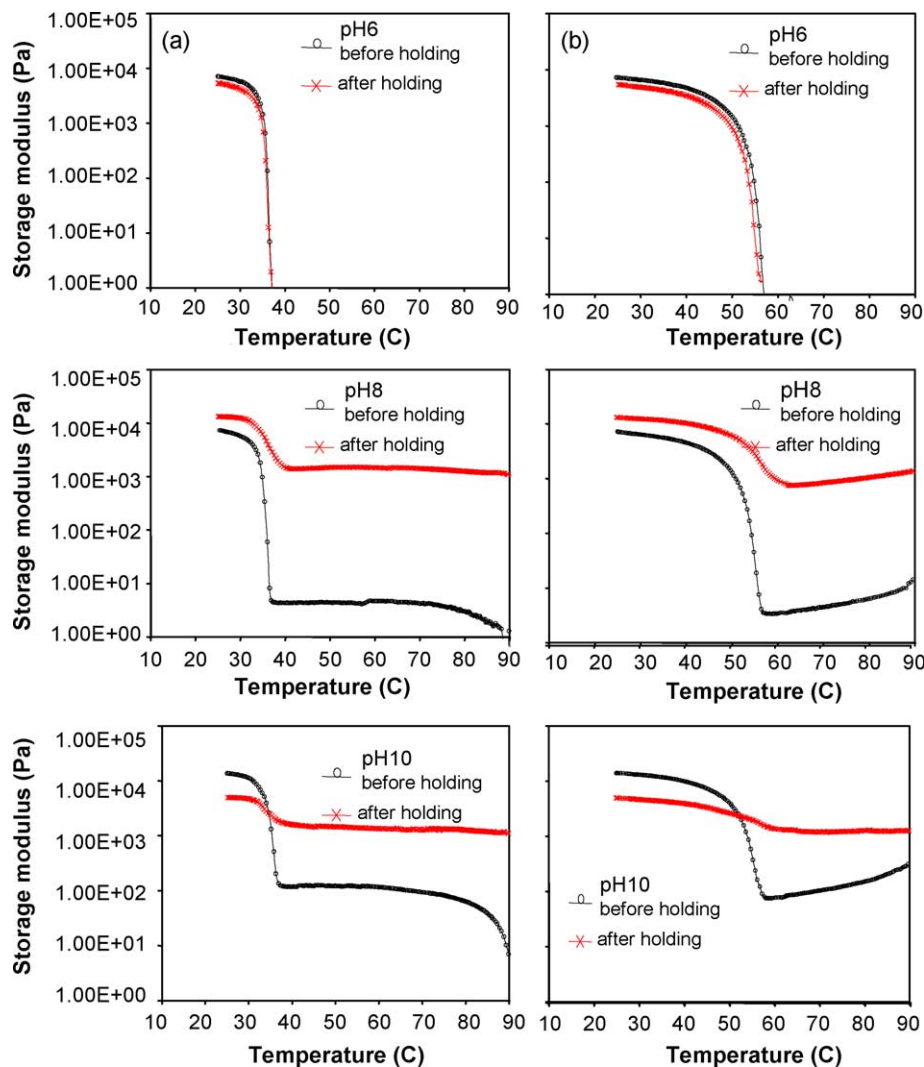 (a)
pH6
before holding
after holding
Storage modulus (Pa)
1.00E+05
1.00E+04
1.00E+03
1.00E+02
1.00E+01
1.00E+00
10 20 30 40 50 60 70 80 90
Temperature (C)
(b)
pH6
before holding
after holding
10 20 30 40 50 60 70 80 90
Temperature (C)
pH8
before holding
after holding
Storage modulus (Pa)
1.00E+05
1.00E+04
1.00E+03
1.00E+02
1.00E+01
1.00E+00
10 20 30 40 50 60 70 80 90
Temperature (C)
pH8
before holding
after holding
10 20 30 40 50 60 70 80 90
Temperature (C)
pH10
before holding
after holding
Storage modulus (Pa)
1.00E+05
1.00E+04
1.00E+03
1.00E+02
1.00E+01
1.00E+00
10 20 30 40 50 60 70 80 90
Temperature (C)
pH10
before holding
after holding
10 20 30 40 50 60 70 80 90
Temperature (C)